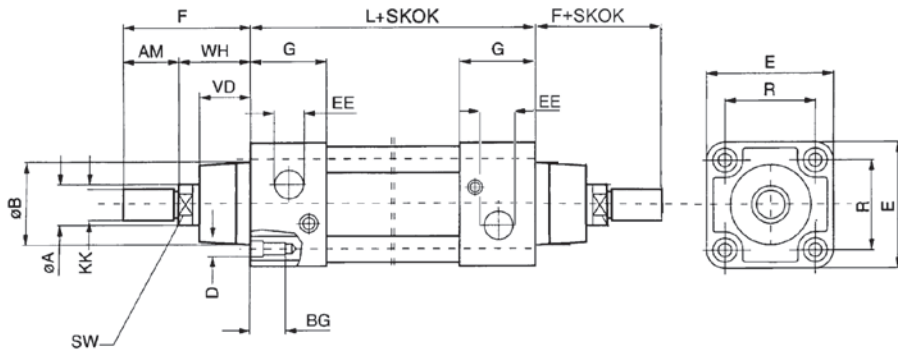 F L+SKOK F+SKOK
AM WH G G E
VD R
EE EE
øB
øA
KK
D
R
E
BG
SW